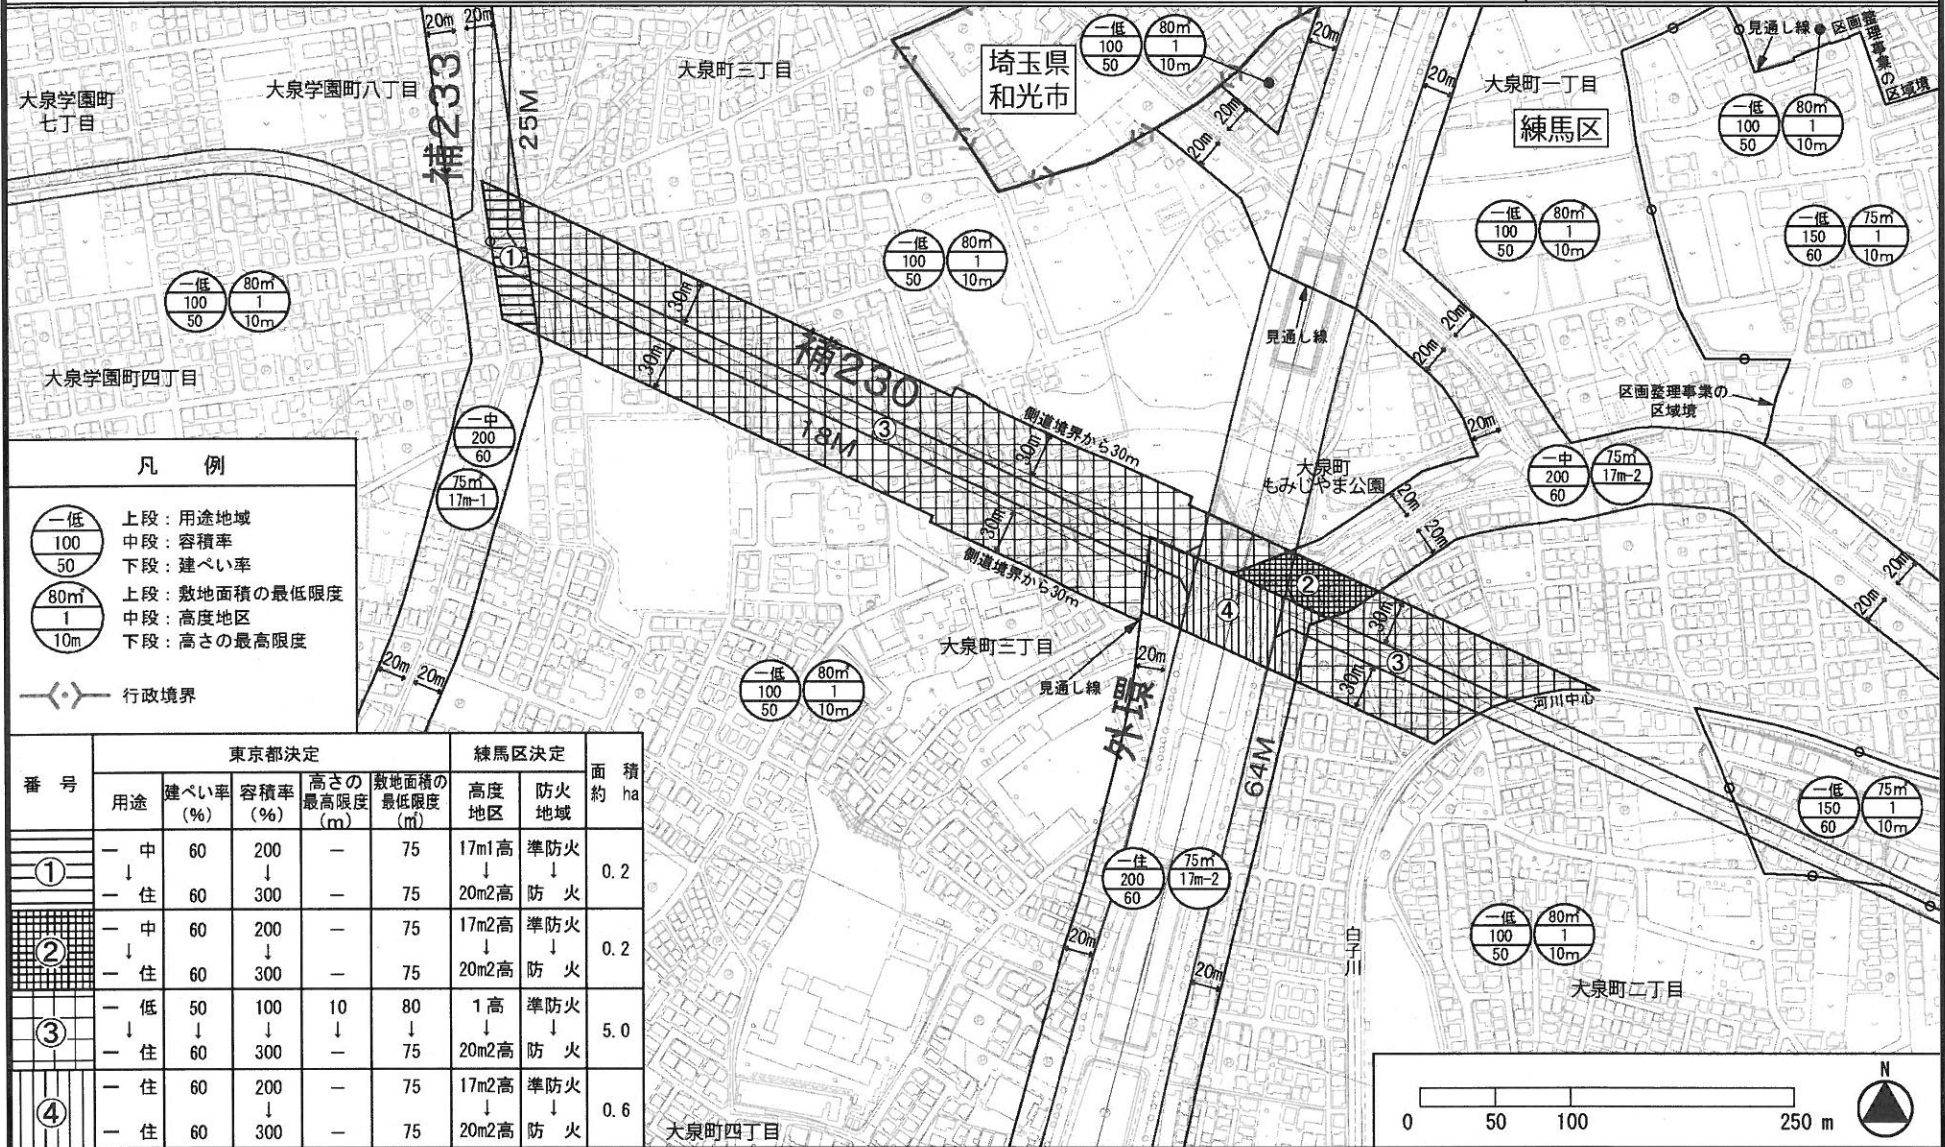 20m
20m
補233
25M
大泉学園町
七丁目
大泉学園町八丁目
大泉町三丁目
埼玉県
和光市
一低
100
50
80㎡
1
10m
20m
20m
20m
20m
大泉町一丁目
練馬区
見通し線
区画整理事業の
区域境
一低
100
50
80㎡
1
10m
一低
100
50
80㎡
1
10m
一低
150
60
75㎡
1
10m
一低
100
50
80㎡
1
10m
一低
100
50
80㎡
1
10m
①
30m
30m
補230
18M
③
見通し線
20m
20m
20m
区画整理事業の
区域境
大泉学園町四丁目
一中
200
60
75㎡
17m-1
側道境界から30m
30m
30m
側道境界から30m
大泉町
もみじやま公園
20m
20m
一中
200
60
75㎡
17m-2
20m
20m
②
④
30m
③
30m
河川中心
大泉町三丁目
見通し線
20m
外環
64M
一低
100
50
80㎡
1
10m
20m
20m
一低
150
60
75㎡
1
10m
一住
200
60
75㎡
17m-2
20m
20m
白子川
一低
100
50
80㎡
1
10m
大泉町二丁目
大泉町四丁目
凡 例
一低
100
50
上段：用途地域
中段：容積率
下段：建ぺい率
80㎡
1
10m
上段：敷地面積の最低限度
中段：高度地区
下段：高さの最高限度
行政境界
番号 東京都決定 練馬区決定 面積 約ha
用途 建ぺい率(%) 容積率(%) 高さの最高限度(m) 敷地面積の最低限度(㎡) 高度地区 防火地域
① 一中 60 200 — 75 17m1高 準防火
↓ ↓ ↓ ↓ 0.2
一住 60 300 — 75 20m2高 防火
② 一中 60 200 — 75 17m2高 準防火
↓ ↓ ↓ ↓ 0.2
一住 60 300 — 75 20m2高 防火
③ 一低 50 100 10 80 1高 準防火
↓ ↓ ↓ ↓ ↓ ↓ ↓ 5.0
一住 60 300 — 75 20m2高 防火
④ 一住 60 200 — 75 17m2高 準防火
↓ ↓ ↓ 0.6
一住 60 300 — 75 20m2高 防火
N
0 50 100 250 m